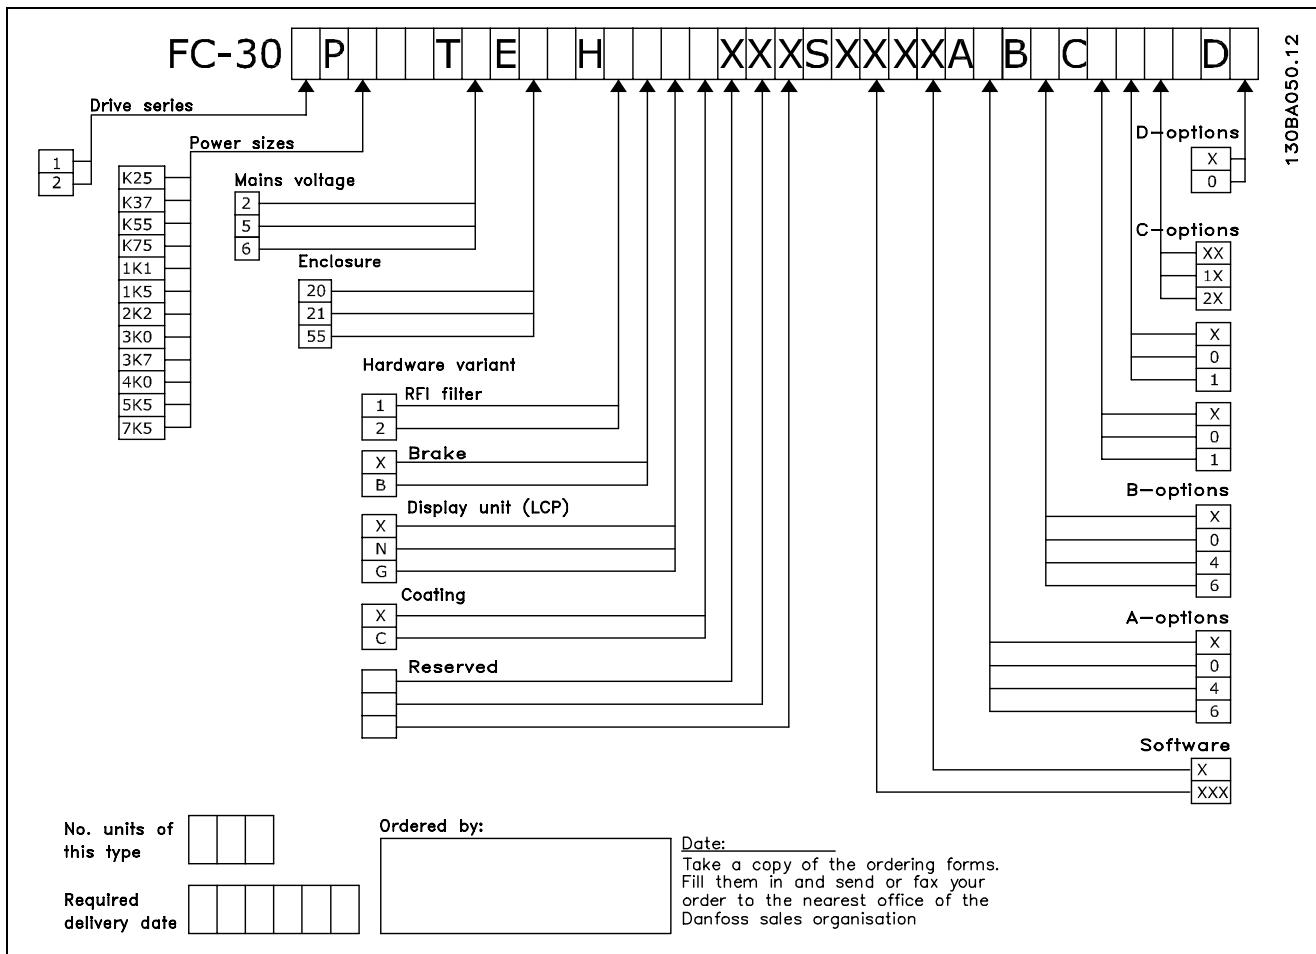 FC-30 P T E H XXXSXXXXA B C D
130BA050.12
Drive series
1
2
Power sizes
K25
K37
K55
K75
1K1
1K5
2K2
3K0
3K7
4K0
5K5
7K5
Mains voltage
2
5
6
Enclosure
20
21
55
Hardware variant
RFI filter
1
2
Brake
X
B
Display unit (LCP)
X
N
G
Coating
X
C
Reserved
D-options
X
0
C-options
XX
1X
2X
X
0
1
X
0
1
B-options
X
0
4
6
A-options
X
0
4
6
Software
X
XXX
No. units of
this type
Required
delivery date
Ordered by:
Date:
Take a copy of the ordering forms.
Fill them in and send or fax your
order to the nearest office of the
Danfoss sales organisation